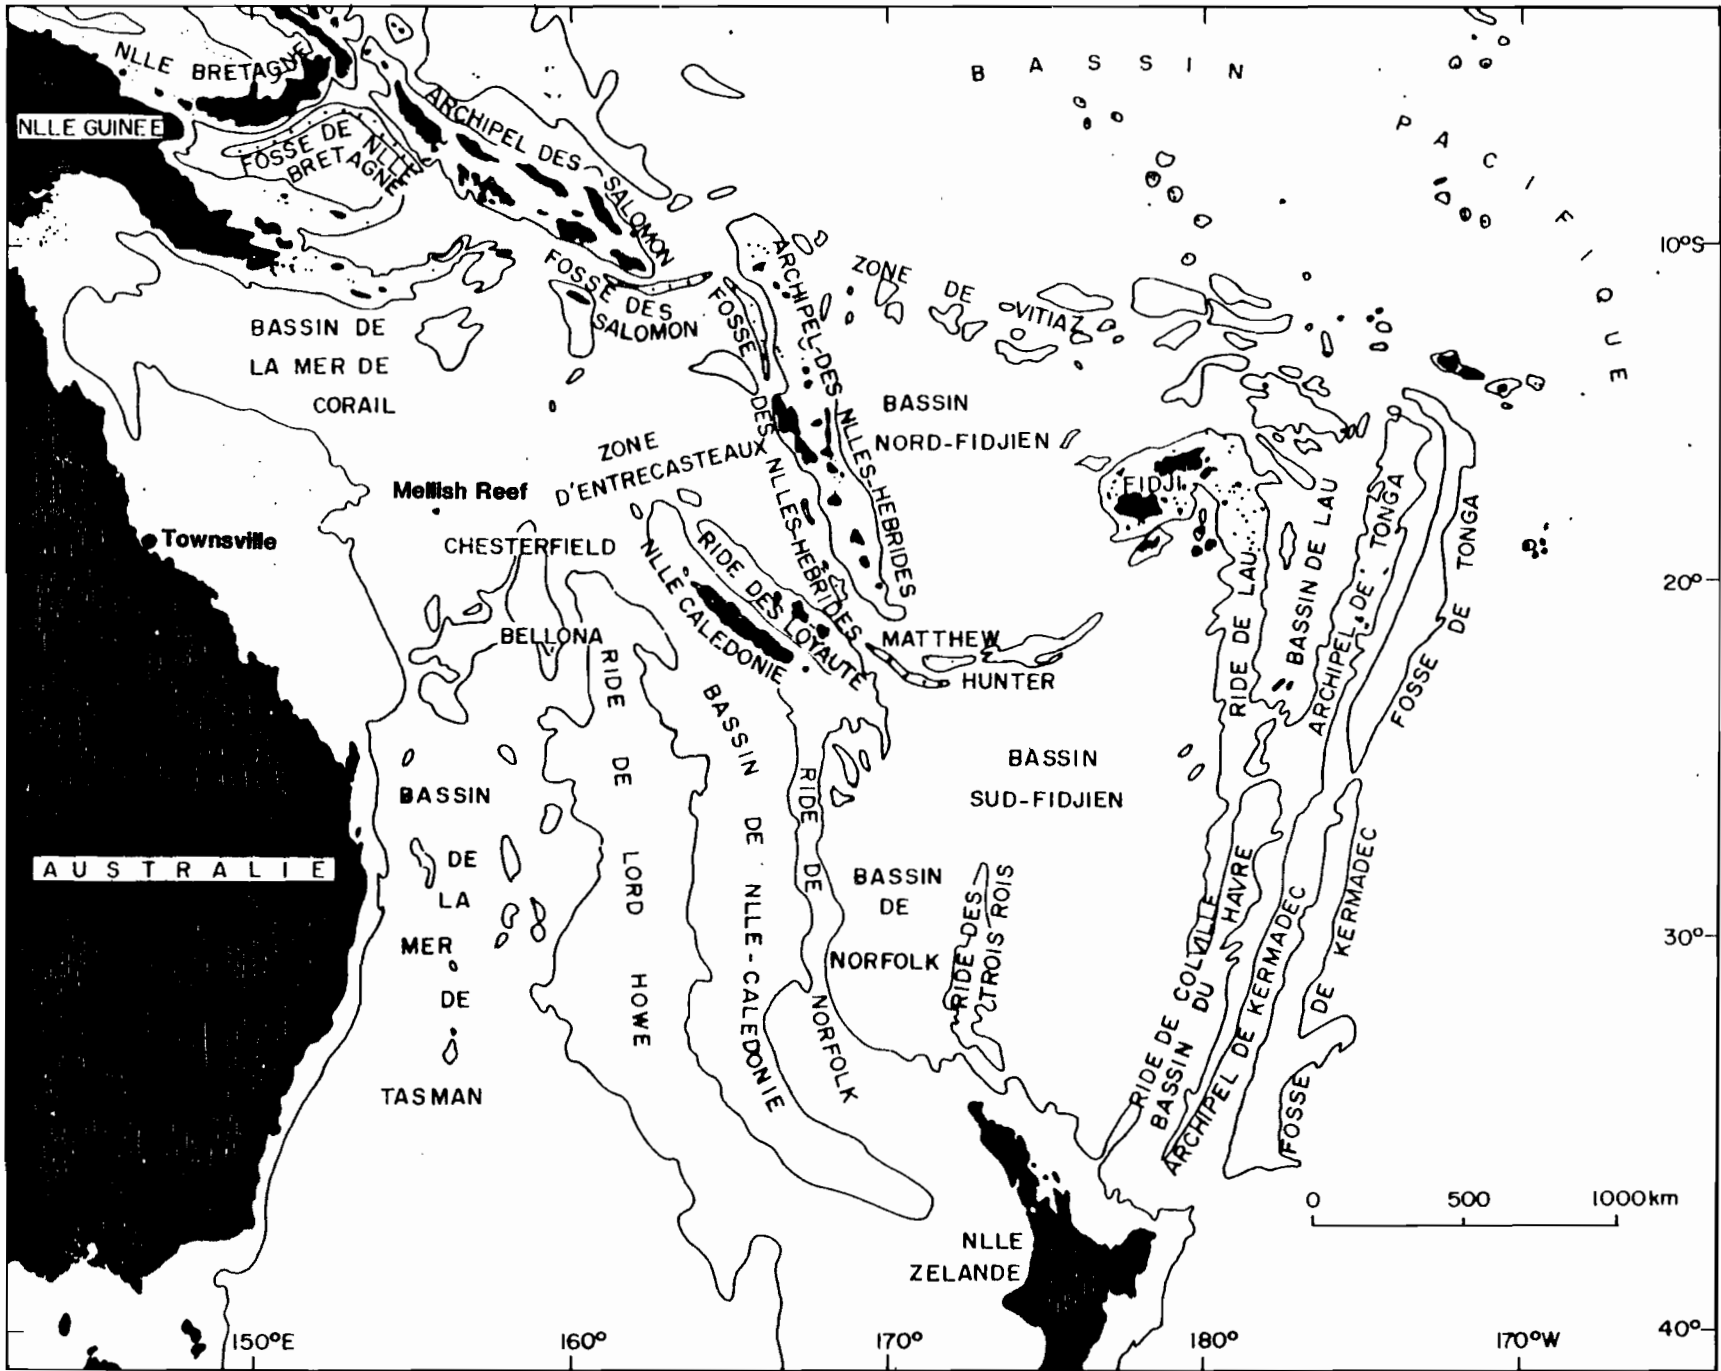 NLLE BRETAGNE
NLLE GUINEE
FOSSE DE NLLE
BRETAGNE
ARCHIPEL DES SALOMON
BASSIN PACIFIQUE
10°S
FOSSE DES
SALOMON
ARCHIPEL-DES NLLES-HEBRIDES
FOSSE DES NLLES-HEBRIDES
ZONE DE VITIAZ
BASSIN DE
LA MER DE
CORAIL
BASSIN
NORD-FIDJIEN
ZONE
D'ENTRECASTEAUX
Mellish Reef
Townsville
CHESTERFIELD
BELLONA
FIDJI
NLLE CALEDONIE
RIDE DES LOYAUTE
MATTHEW
HUNTER
RIDE DE LAU
BASSIN DE LAU
ARCHIPEL DE TONGA
FOSSE DE TONGA
20°
RIDE DE LORD HOWE
BASSIN DE NLLE-CALEDONIE
RIDE DE NORFOLK
BASSIN
SUD-FIDJIEN
BASSIN
DE
LA
MER
DE
TASMAN
AUSTRALIE
BASSIN
DE
NORFOLK
RIDE-DES
TROIS ROIS
RIDE DE COLVILLE
BASSIN DU HAVRE
ARCHIPEL DE KERMADEC
FOSSE DE KERMADEC
30°
0 500 1000km
NLLE
ZELANDE
150°E 160° 170° 180° 170°W
40°